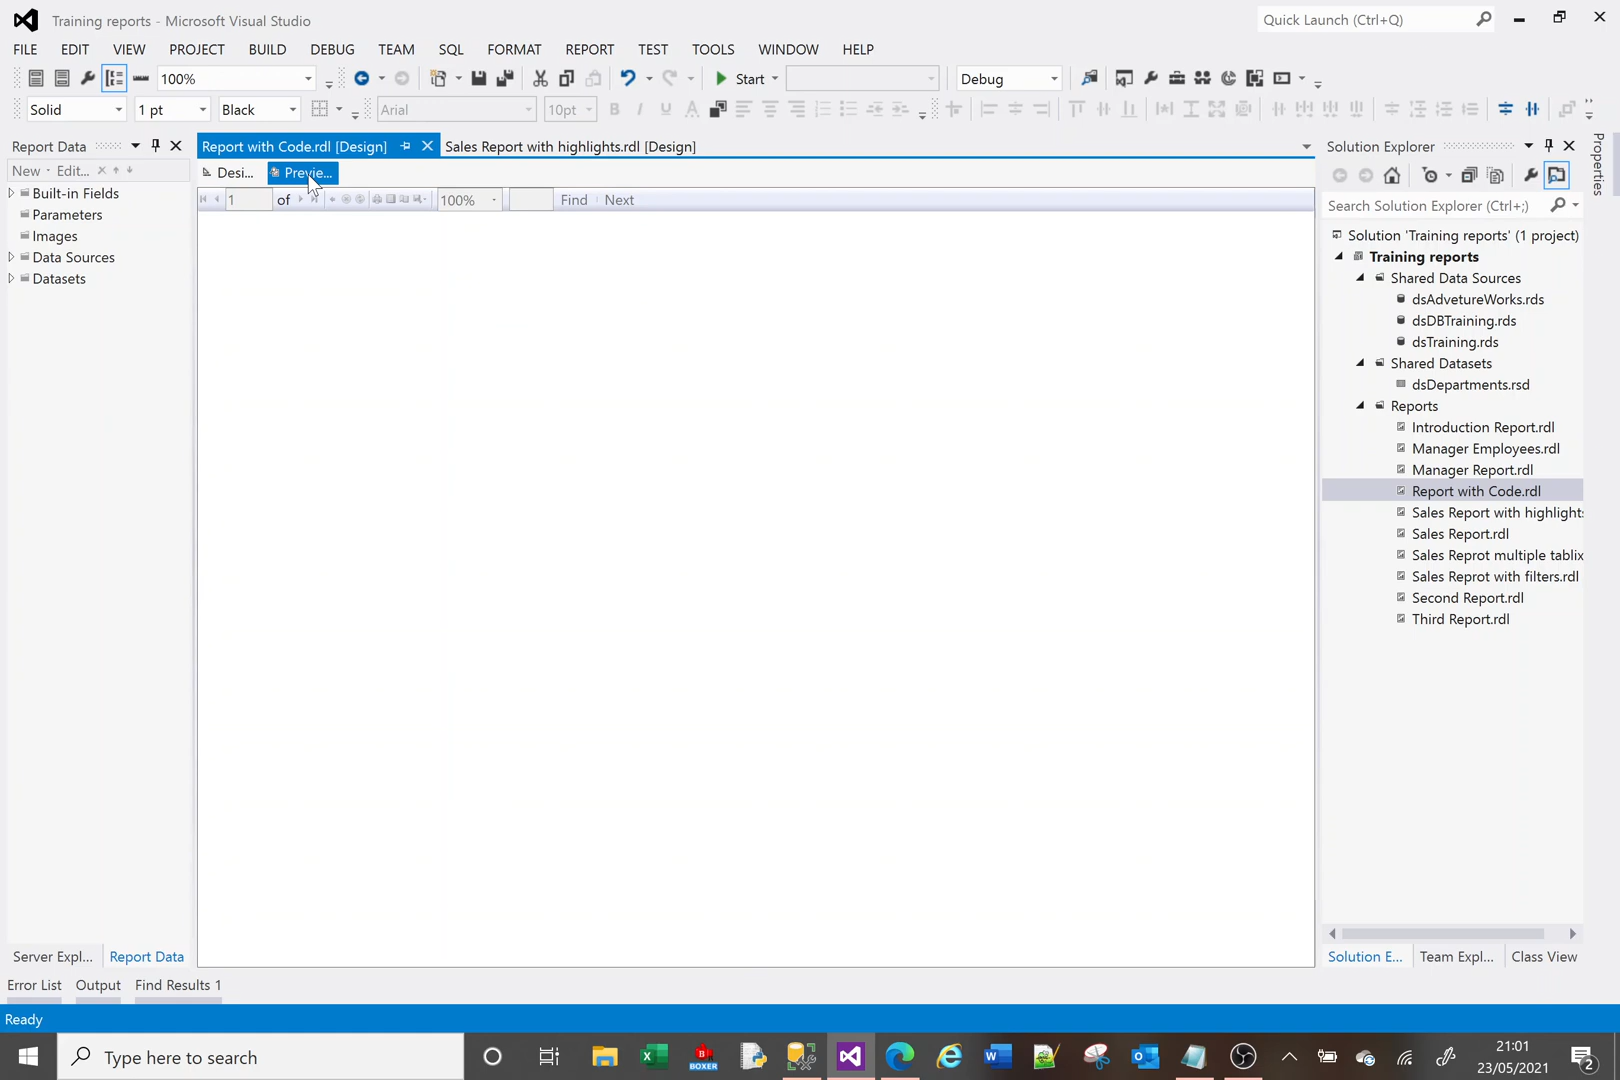 Training reports - Microsoft Visual Studio
Quick Launch (Ctrl+Q)
FILE EDIT VIEW PROJECT BUILD DEBUG TEAM SQL FORMAT REPORT TEST TOOLS WINDOW HELP
100% Start Debug
Solid 1 pt Black Arial 10pt B I U A
Report Data
Report with Code.rdl [Design] Sales Report with highlights.rdl [Design]
Solution Explorer
Properties
New Edit...
Desi... Previe...
1 of 100% Find Next
Built-in Fields
Parameters
Images
Data Sources
Datasets
Search Solution Explorer (Ctrl+;)
Solution 'Training reports' (1 project)
Training reports
Shared Data Sources
dsAdvetureWorks.rds
dsDBTraining.rds
dsTraining.rds
Shared Datasets
dsDepartments.rsd
Reports
Introduction Report.rdl
Manager Employees.rdl
Manager Report.rdl
Report with Code.rdl
Sales Report with highlights
Sales Report.rdl
Sales Reprot multiple tablix
Sales Reprot with filters.rdl
Second Report.rdl
Third Report.rdl
Server Expl... Report Data
Solution E... Team Expl... Class View
Error List Output Find Results 1
Ready
Type here to search
BOXER
21:01
23/05/2021
2